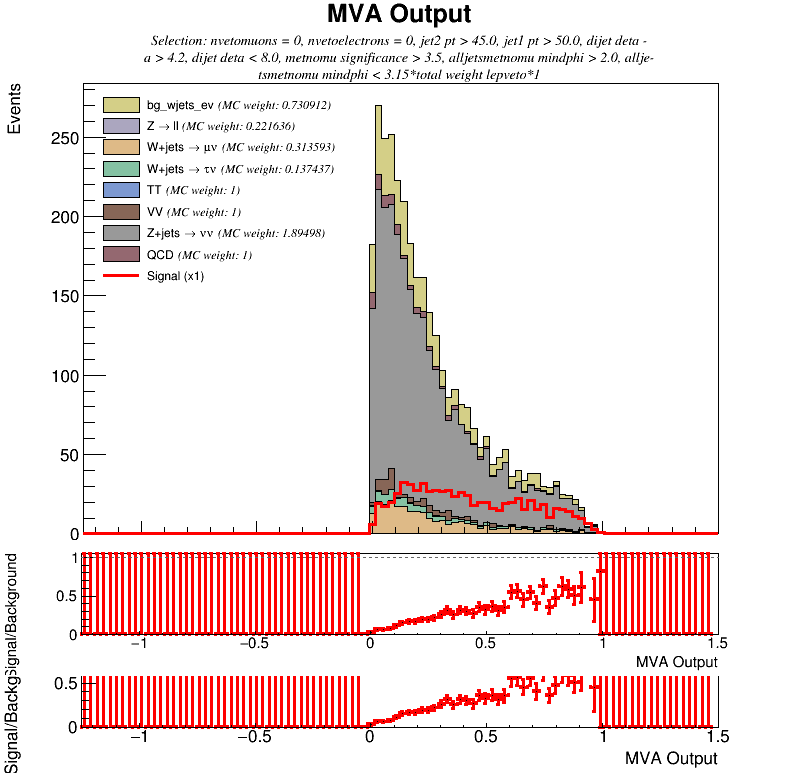 MVA Output
Selection: nvetomuons = 0, nvetoelectrons = 0, jet2 pt > 45.0, jet1 pt > 50.0, dijet deta -
a > 4.2, dijet deta < 8.0, metnomu significance > 3.5, alljetsmetnomu mindphi > 2.0, allje-
tsmetnomu mindphi < 3.15*total weight lepveto*1
Events
bg_wjets_ev (MC weight: 0.730912)
Z → ll (MC weight: 0.221636)
W+jets → μν (MC weight: 0.313593)
W+jets → τν (MC weight: 0.137437)
TT (MC weight: 1)
VV (MC weight: 1)
Z+jets → νν (MC weight: 1.89498)
QCD (MC weight: 1)
Signal (x1)
250
200
150
100
50
0
Signal/Background
1
0.5
0
−1 −0.5 0 0.5 1 1.5
MVA Output
Signal/Backg
0.5
0
−1 −0.5 0 0.5 1 1.5
MVA Output